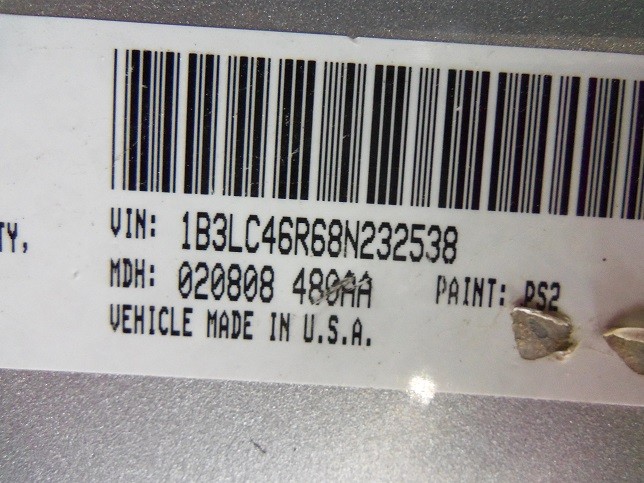 TY,
VIN: 1B3LC46R68N232538
MDH: 020808 480AA PAINT: PS2
VEHICLE MADE IN U.S.A.